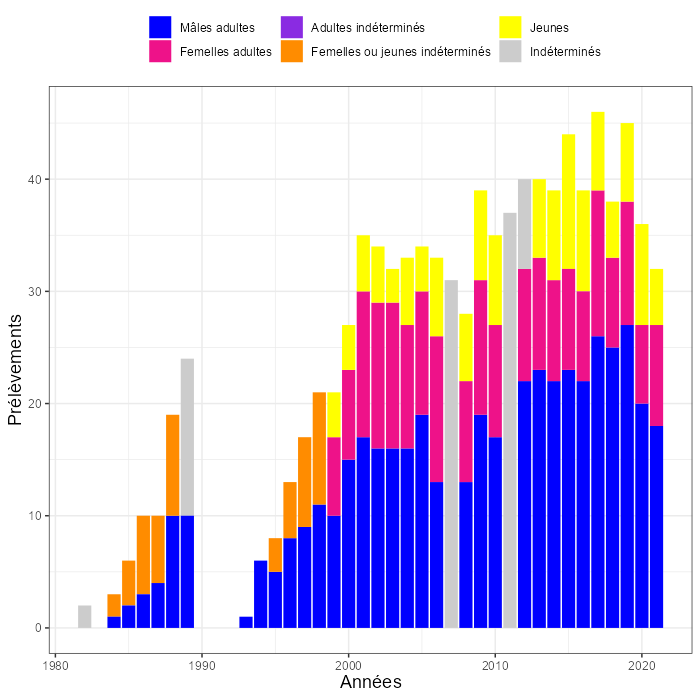 Mâles adultes
Adultes indéterminés
Jeunes
Femelles adultes
Femelles ou jeunes indéterminés
Indéterminés
Prélèvements
40
30
20
10
0
1980
1990
2000
2010
2020
Années